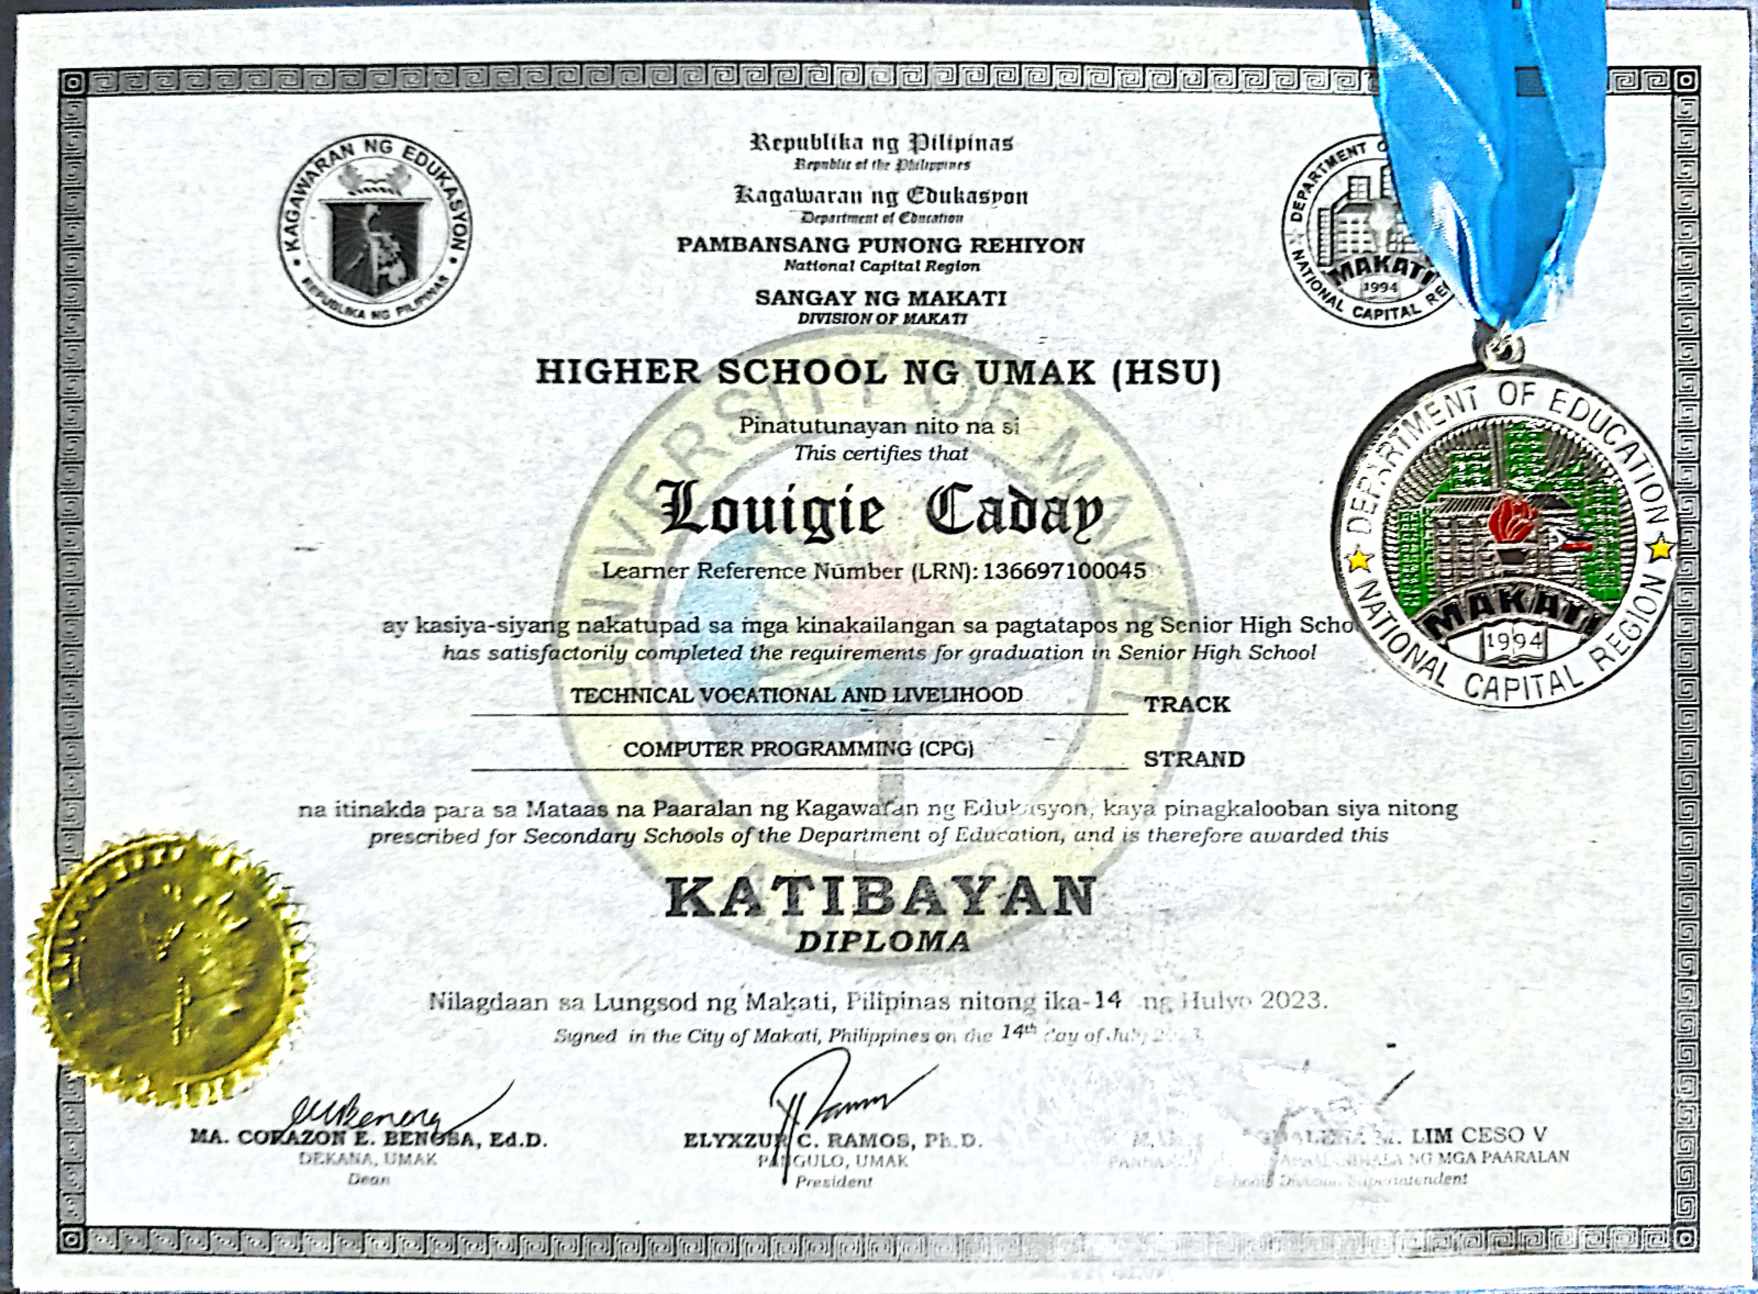 KAGAWARAN NG EDUKASYON
REPUBLIKA NG PILIPINAS
Republika ng Pilipinas
Republic of the Philippines
Kagawaran ng Edukasyon
Department of Education
PAMBANSANG PUNONG REHIYON
National Capital Region
SANGAY NG MAKATI
DIVISION OF MAKATI
DEPARTMENT
MAKATI
1994
NATIONAL CAPITAL
HIGHER SCHOOL NG UMAK (HSU)
UNIVERSITY OF MAKATI
Pinatutunayan nito na si
This certifies that
Louigie Caday
Learner Reference Number (LRN): 136697100045
ay kasiya-siyang nakatupad sa mga kinakailangan sa pagtatapos ng Senior High Scho
has satisfactorily completed the requirements for graduation in Senior High School
TECHNICAL VOCATIONAL AND LIVELIHOOD TRACK
COMPUTER PROGRAMMING (CPG) STRAND
DEPARTMENT OF EDUCATION
MAKATI
1994
NATIONAL CAPITAL REGION
na itinakda para sa Mataas na Paaralan ng Kagawaran ng Edukasyon, kaya pinagkalooban siya nitong
prescribed for Secondary Schools of the Department of Education, and is therefore awarded this
KATIBAYAN
DIPLOMA
Nilagdaan sa Lungsod ng Makati, Pilipinas nitong ika-14 ng Hulyo 2023.
Signed in the City of Makati, Philippines on the 14th day of July 2023.
MA. CORAZON E. BENOSA, Ed.D.
DEKANA, UMAK
Dean
ELYXZUR C. RAMOS, Ph.D.
PANGULO, UMAK
President
LIM CESO V
NG MGA PAARALAN
Schools Division Superintendent